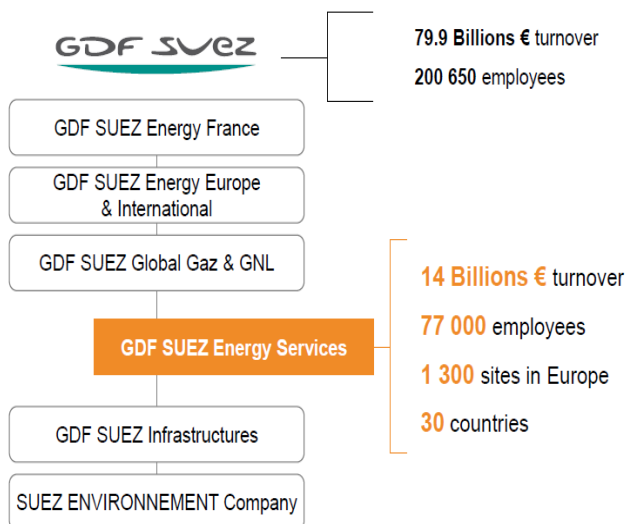 GDF SUEZ
79.9 Billions € turnover
200 650 employees
GDF SUEZ Energy France
GDF SUEZ Energy Europe
& International
GDF SUEZ Global Gaz & GNL
GDF SUEZ Energy Services
14 Billions € turnover
77 000 employees
1 300 sites in Europe
30 countries
GDF SUEZ Infrastructures
SUEZ ENVIRONNEMENT Company